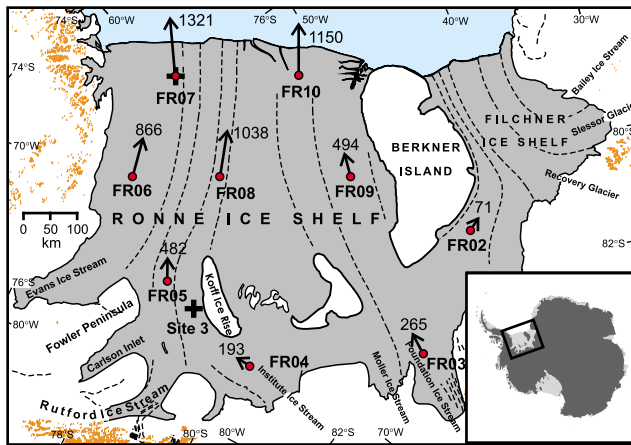 74°S 60°W 1321 76°S 50°W 1150 30°W
74°S
FR07
FR10
Bailey Ice Stream
FILCHNER
ICE SHELF
Slessor Glacier
80°S
70°W
866
1038
494
BERKNER
ISLAND
Recovery Glacier
FR06
FR08
FR09
0 50 100
km
RONNE ICE SHELF
71
FR02
82°S
482
76°S
Evans Ice Stream
FR05
Korff Ice Rise
Site 3
Fowler Peninsula
80°W
Carlson Inlet
193
FR04
265
FR03
Institute Ice Stream
Moller Ice Stream
Foundation Ice Stream
Rutford Ice Stream
78°S 80°S 82°S 40°W